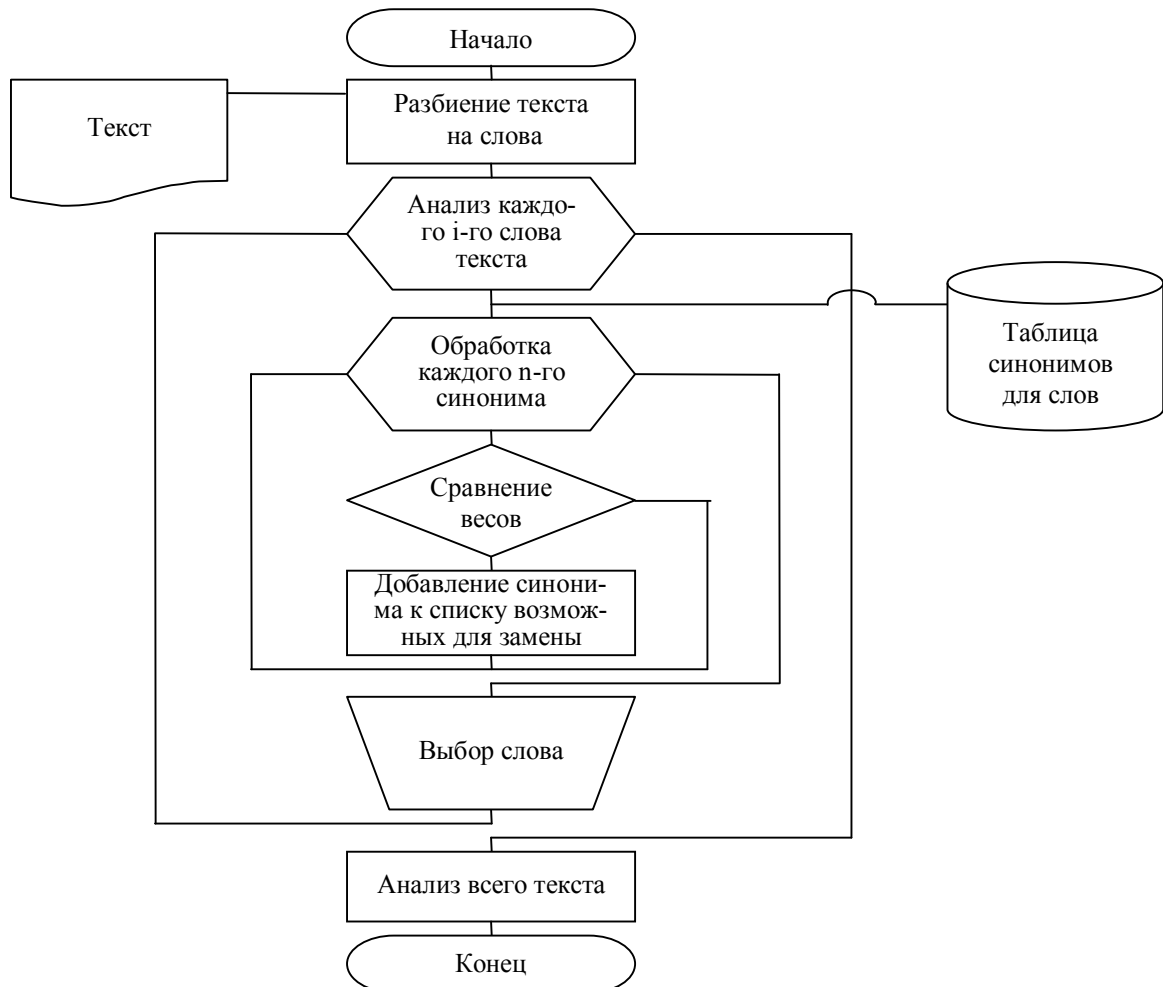 Начало
Текст
Разбиение текста
на слова
Анализ каждо-
го i-го слова
текста
Таблица
синонимов
для слов
Обработка
каждого n-го
синонима
Сравнение
весов
Добавление синони-
ма к списку возмож-
ных для замены
Выбор слова
Анализ всего текста
Конец